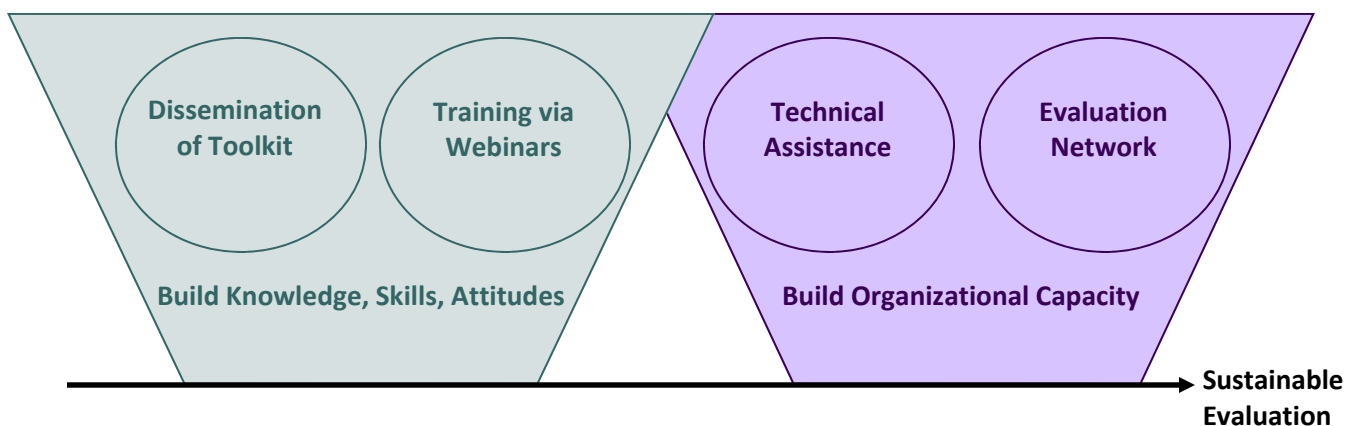 Dissemination
of Toolkit
Training via
Webinars
Technical
Assistance
Evaluation
Network
Build Knowledge, Skills, Attitudes
Build Organizational Capacity
Sustainable
Evaluation